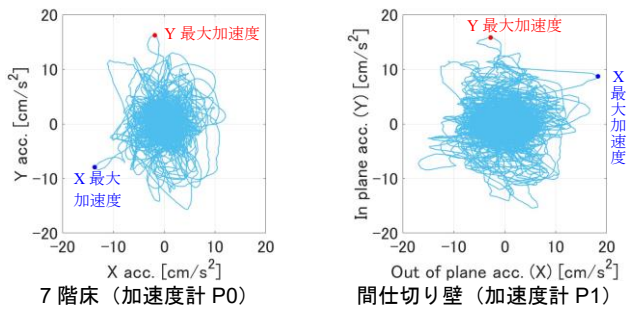 20
10
0
-10
-20
-20
-10
0
10
20
Y acc. [cm/s²]
X acc. [cm/s²]
Y 最大加速度
X 最大
加速度
7 階床（加速度計 P0）
20
10
0
-10
-20
-20
-10
0
10
20
In plane acc. (Y) [cm/s²]
Out of plane acc. (X) [cm/s²]
Y 最大加速度
X 最大加速度
間仕切り壁（加速度計 P1）